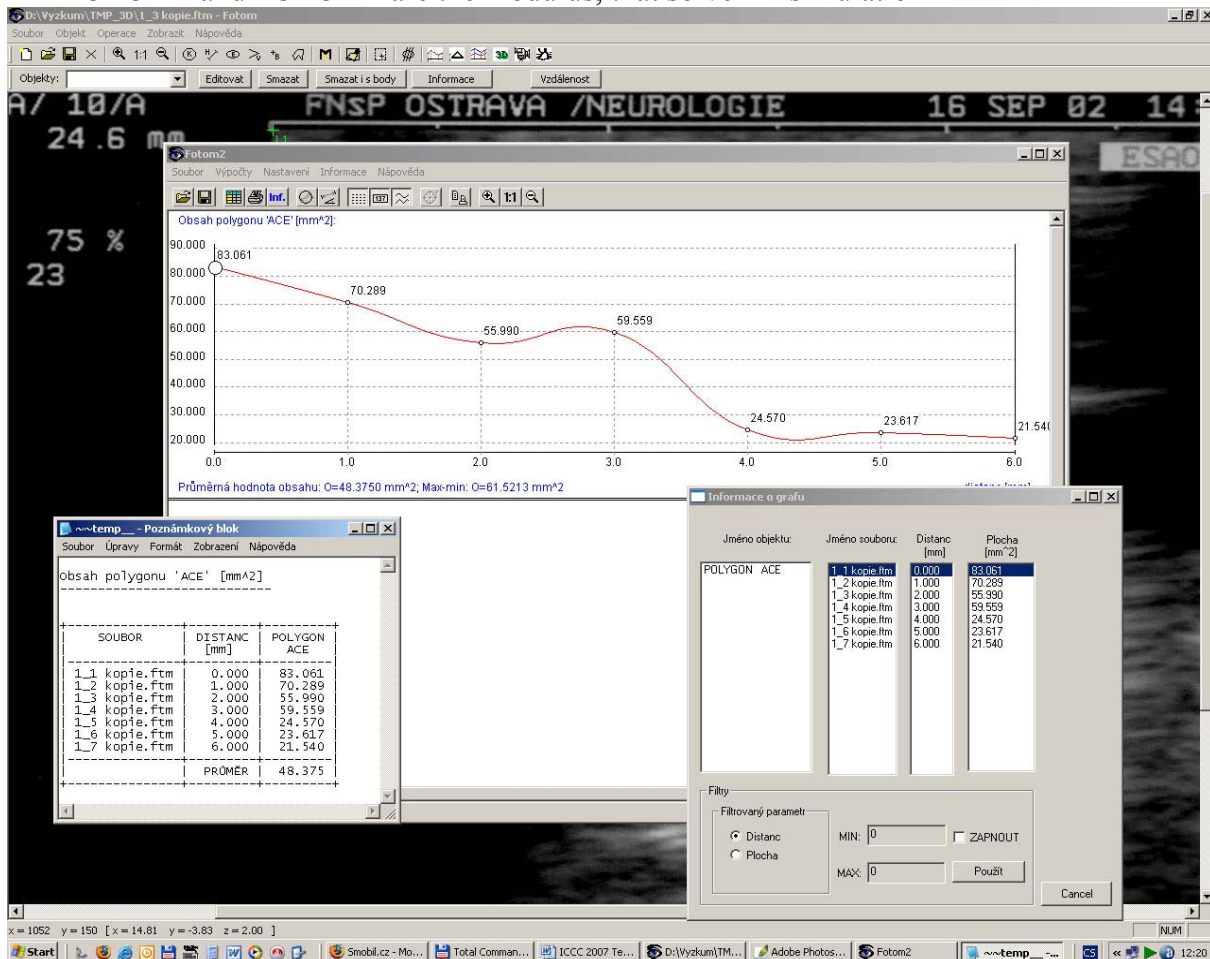 D:\Vyzkum\TMP_3D\1_3 kopie.ftm - Fotom
Soubor Objekt Operace Zobrazit Nápověda
1:1
M
3D
Objekty:
Editovat Smazat Smazat i s body Informace Vzdálenost
A/ 10/A FNsP OSTRAVA /NEUROLOGIE 16 SEP 02 14:
24.6 mm
ESAO
75 %
23
Fotom2
Soubor Výpočty Nastavení Informace Nápověda
Inf. 1:1
Obsah polygonu 'ACE' [mm^2]:
90.000
80.000
70.000
60.000
50.000
40.000
30.000
20.000
83.061
70.289
55.990
59.559
24.570
23.617
21.540
0.0 1.0 2.0 3.0 4.0 5.0 6.0
Průměrná hodnota obsahu: O=48.3750 mm^2; Max-min: O=61.5213 mm^2
~~temp__ - Poznámkový blok
Soubor Úpravy Formát Zobrazení Nápověda
Obsah polygonu 'ACE' [mm^2]
SOUBOR DISTANC POLYGON
[mm] ACE
1_1 kopie.ftm 0.000 83.061
1_2 kopie.ftm 1.000 70.289
1_3 kopie.ftm 2.000 55.990
1_4 kopie.ftm 3.000 59.559
1_5 kopie.ftm 4.000 24.570
1_6 kopie.ftm 5.000 23.617
1_7 kopie.ftm 6.000 21.540
PRŮMĚR 48.375
Informace o grafu
Jméno objektu: Jméno souboru: Distanc Plocha
[mm] [mm^2]
POLYGON ACE 1_1 kopie.ftm 0.000 83.061
1_2 kopie.ftm 1.000 70.289
1_3 kopie.ftm 2.000 55.990
1_4 kopie.ftm 3.000 59.559
1_5 kopie.ftm 4.000 24.570
1_6 kopie.ftm 5.000 23.617
1_7 kopie.ftm 6.000 21.540
Filtry
Filtrovaný parametr
Distanc MIN: 0 ZAPNOUT
Plocha
MAX: 0 Použít
Cancel
x = 1052 y = 150 [ x = 14.81 y = -3.83 z = 2.00 ] NUM
Start Smobil.cz - Mo... Total Comman... ICCC 2007 Te... D:\Vyzkum\TM... Adobe Photos... Fotom2 ~~temp__ -... CS 12:20